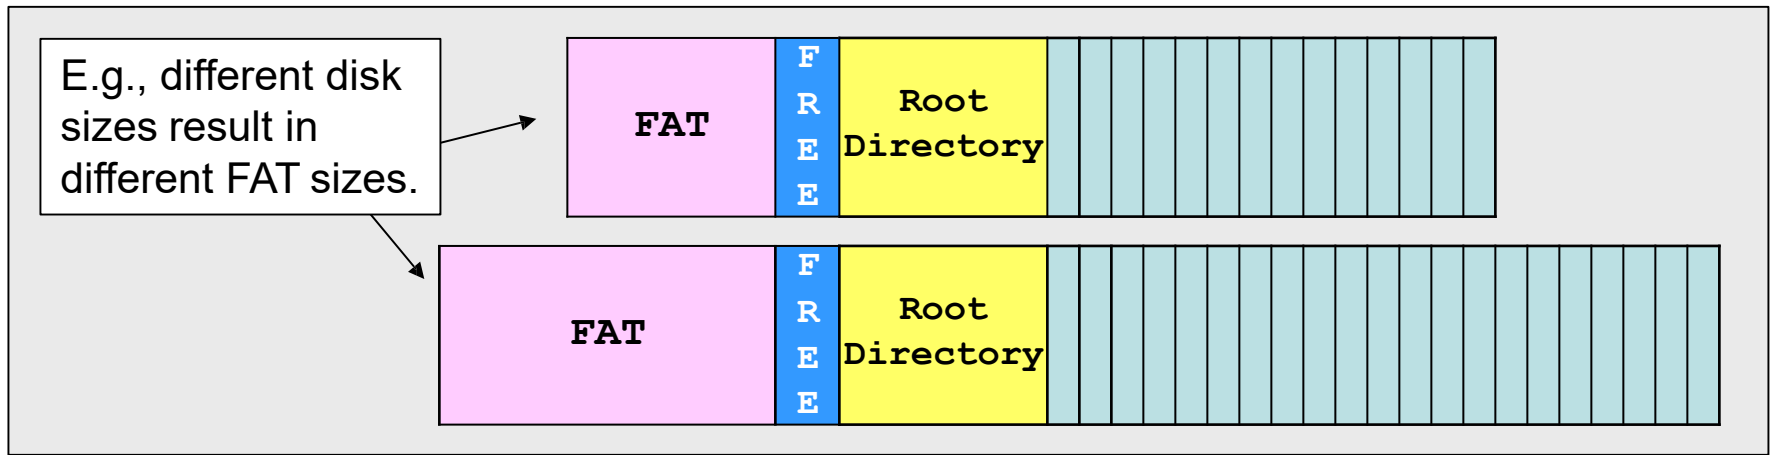 E.g., different disk
sizes result in
different FAT sizes.
FAT
F
R
E
E
Root
Directory
FAT
F
R
E
E
Root
Directory